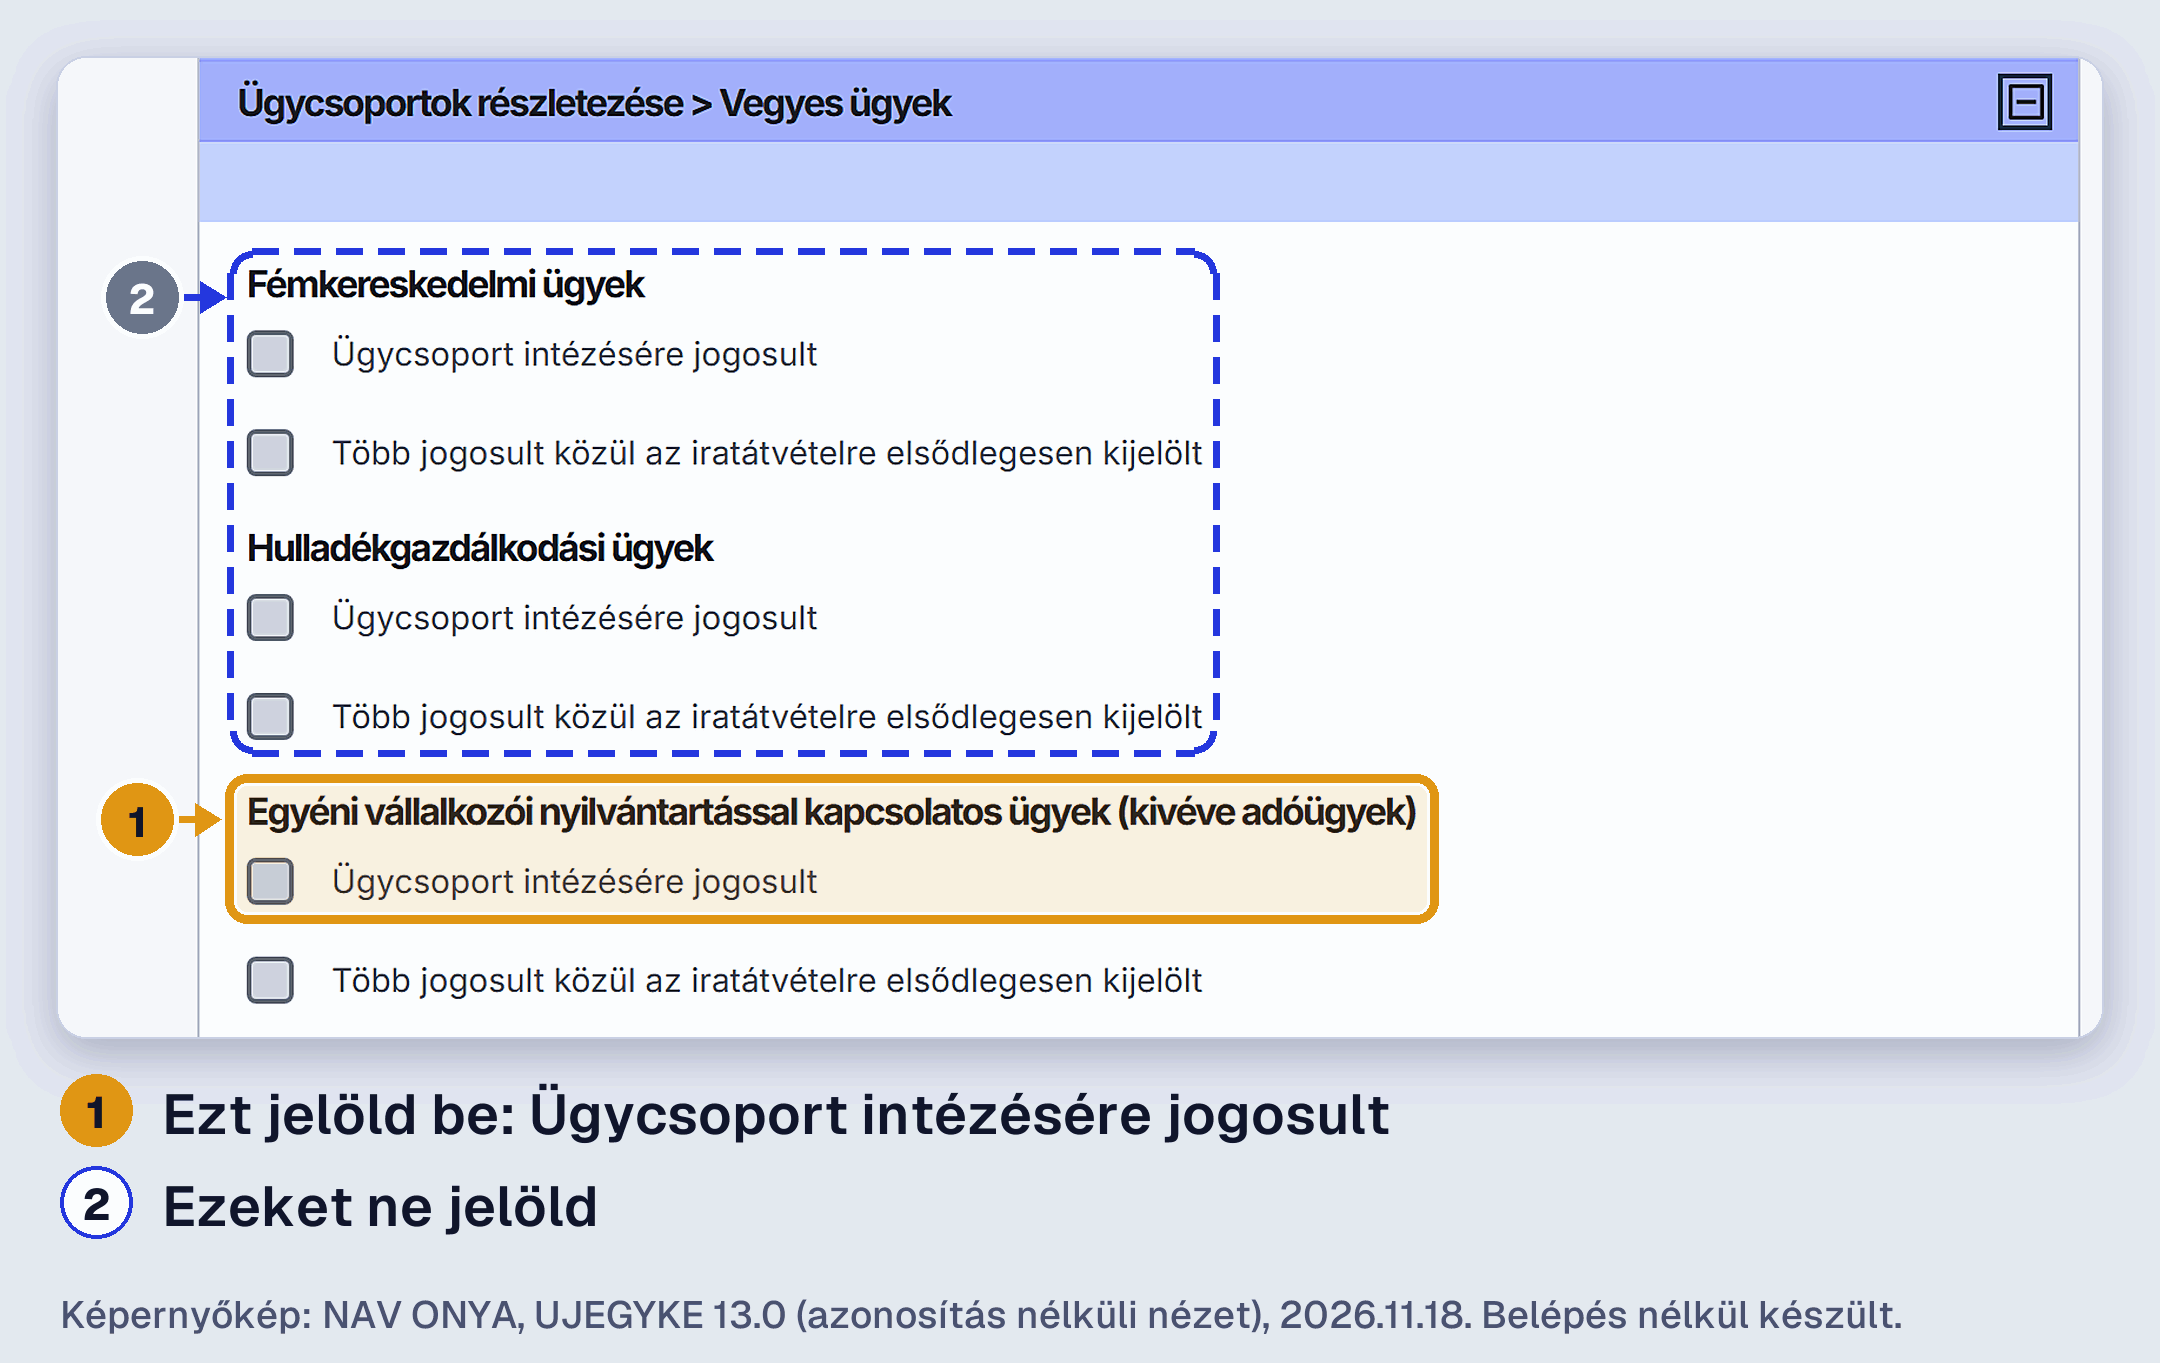 Ügycsoportok részletezése > Vegyes ügyek
2
Fémkereskedelmi ügyek
Ügycsoport intézésére jogosult
Több jogosult közül az iratátvételre elsődlegesen kijelölt
Hulladékgazdálkodási ügyek
Ügycsoport intézésére jogosult
Több jogosult közül az iratátvételre elsődlegesen kijelölt
1
Egyéni vállalkozói nyilvántartással kapcsolatos ügyek (kivéve adóügyek)
Ügycsoport intézésére jogosult
Több jogosult közül az iratátvételre elsődlegesen kijelölt
1 Ezt jelöld be: Ügycsoport intézésére jogosult
2 Ezeket ne jelöld
Képernyőkép: NAV ONYA, UJEGYKE 13.0 (azonosítás nélküli nézet), 2026.11.18. Belépés nélkül készült.